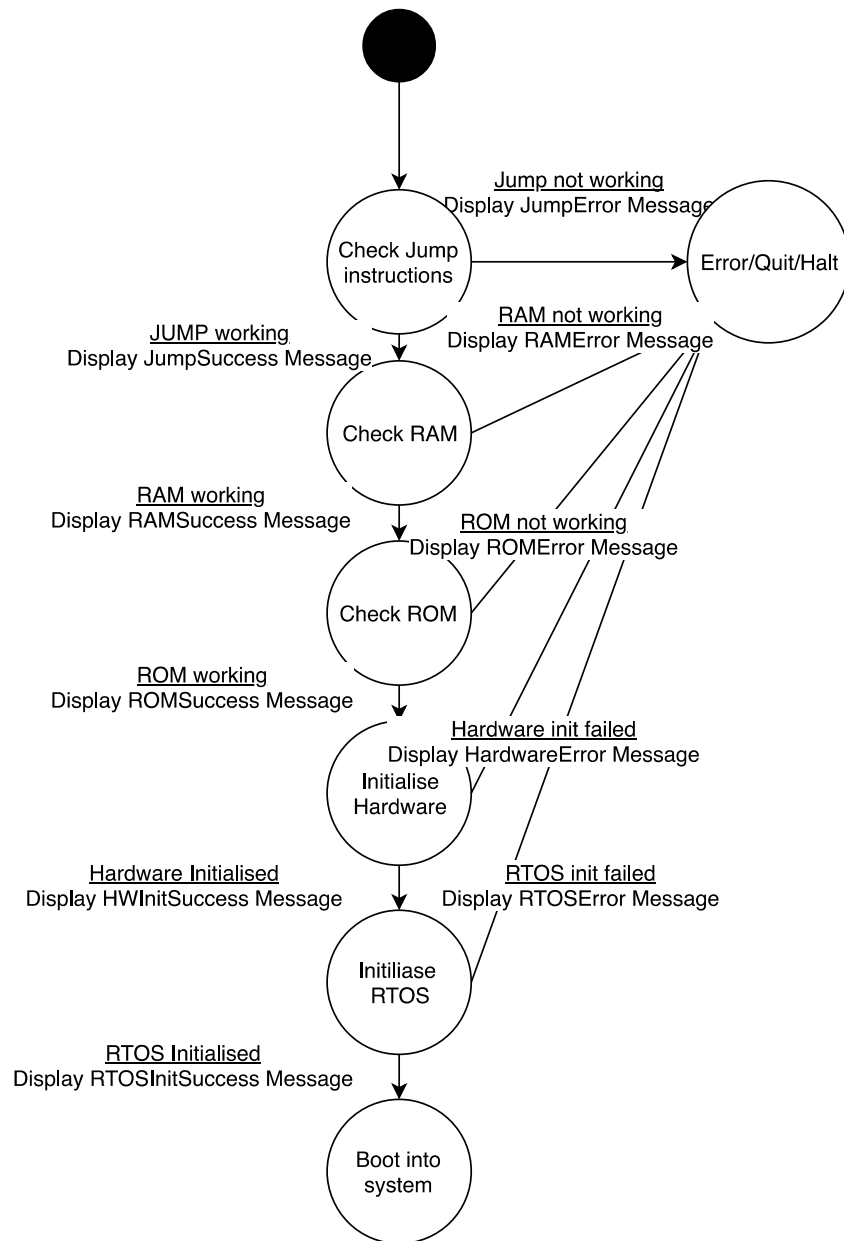 Jump not working
Display JumpError Message
Check Jump
instructions
Error/Quit/Halt
JUMP working
Display JumpSuccess Message
RAM not working
Display RAMError Message
Check RAM
RAM working
Display RAMSuccess Message
ROM not working
Display ROMError Message
Check ROM
ROM working
Display ROMSuccess Message
Hardware init failed
Display HardwareError Message
Initialise
Hardware
Hardware Initialised
Display HWInitSuccess Message
RTOS init failed
Display RTOSError Message
Initiliase
RTOS
RTOS Initialised
Display RTOSInitSuccess Message
Boot into
system